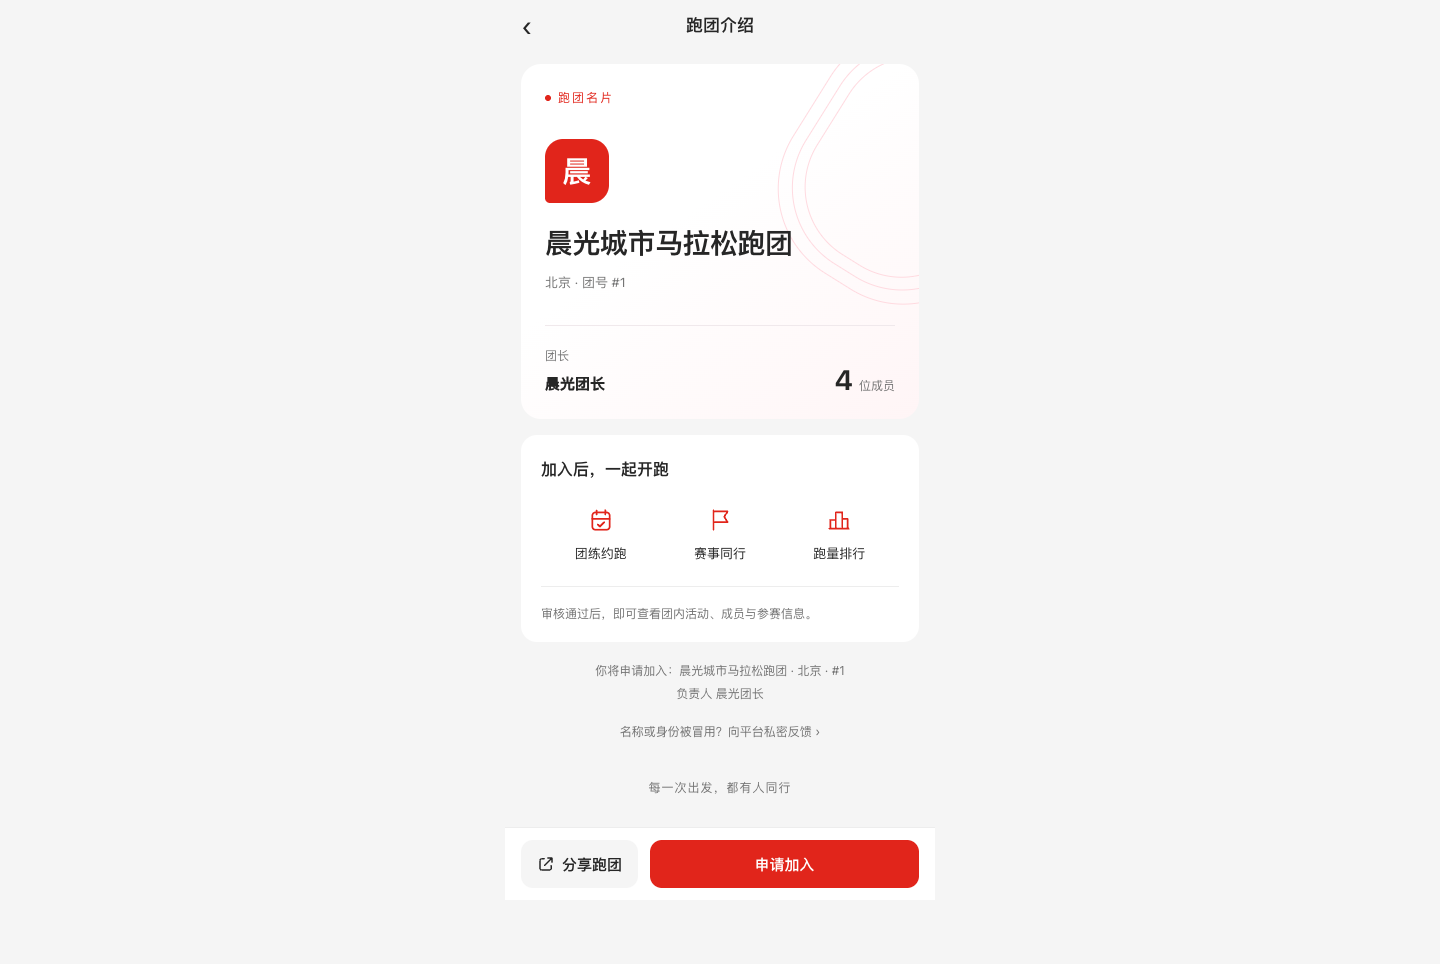 ‹ 跑团介绍
跑团名片
晨
晨光城市马拉松跑团
北京 · 团号 #1
团长
晨光团长
4 位成员
加入后，一起开跑
团练约跑 赛事同行 跑量排行
审核通过后，即可查看团内活动、成员与参赛信息。
你将申请加入：晨光城市马拉松跑团 · 北京 · #1
负责人 晨光团长
名称或身份被冒用？向平台私密反馈 ›
每一次出发，都有人同行
分享跑团 申请加入